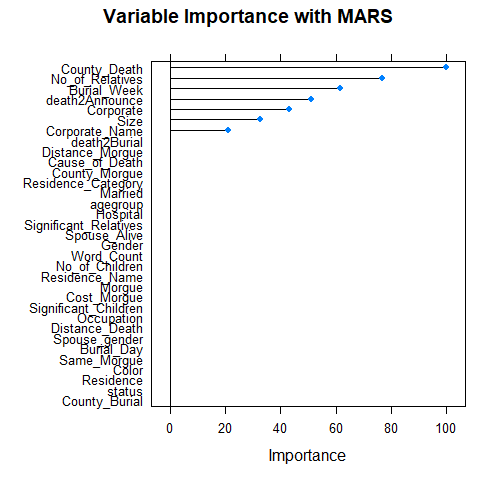 Variable Importance with MARS
County_Death
No_of_Relatives
Burial_Week
death2Announce
Corporate
Size
Corporate_Name
death2Burial
Distance_Morgue
Cause_of_Death
County_Morgue
Residence_Category
Married
agegroup
Hospital
Significant_Relatives
Spouse_Alive
Gender
Word_Count
No_of_Children
Residence_Name
Morgue
Cost_Morgue
Significant_Children
Occupation
Distance_Death
Spouse_gender
Burial_Day
Same_Morgue
Color
Residence
status
County_Burial
0 20 40 60 80 100
Importance